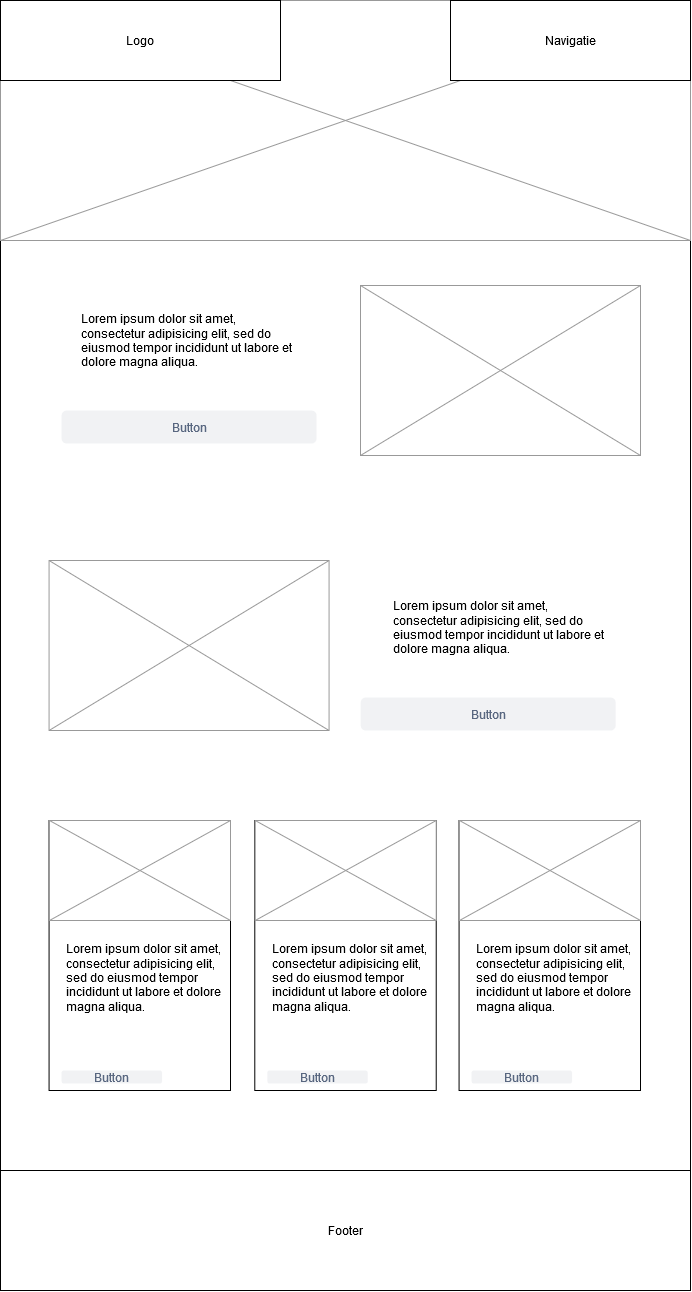 Logo
Navigatie
Lorem ipsum dolor sit amet,
consectetur adipisicing elit, sed do
eiusmod tempor incididunt ut labore et
dolore magna aliqua.
Button
Lorem ipsum dolor sit amet,
consectetur adipisicing elit, sed do
eiusmod tempor incididunt ut labore et
dolore magna aliqua.
Button
Lorem ipsum dolor sit amet,
consectetur adipisicing elit,
sed do eiusmod tempor
incididunt ut labore et dolore
magna aliqua.
Button
Lorem ipsum dolor sit amet,
consectetur adipisicing elit,
sed do eiusmod tempor
incididunt ut labore et dolore
magna aliqua.
Button
Lorem ipsum dolor sit amet,
consectetur adipisicing elit,
sed do eiusmod tempor
incididunt ut labore et dolore
magna aliqua.
Button
Footer